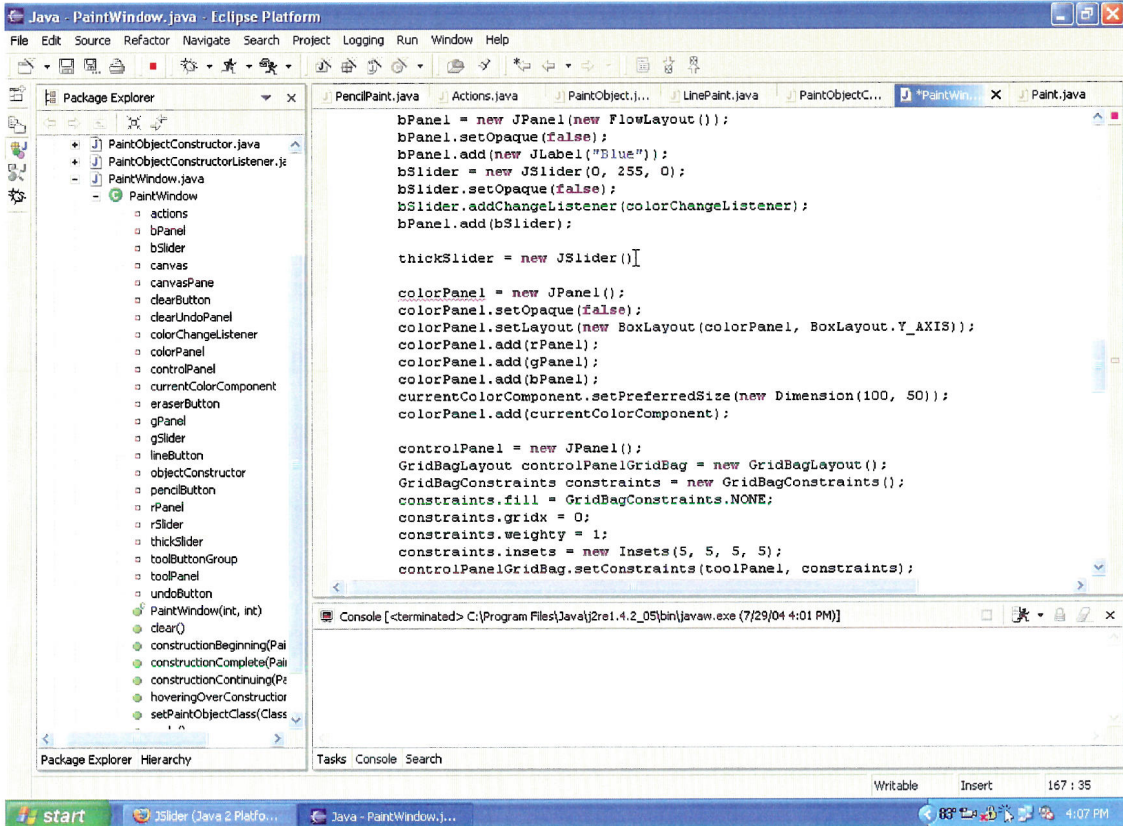 Java - PaintWindow.java - Eclipse Platform
File Edit Source Refactor Navigate Search Project Logging Run Window Help
Package Explorer
PaintObjectConstructor.java
PaintObjectConstructorListener.ja
PaintWindow.java
PaintWindow
actions
bPanel
bSlider
canvas
canvasPane
clearButton
clearUndoPanel
colorChangeListener
colorPanel
controlPanel
currentColorComponent
eraserButton
gPanel
gSlider
lineButton
objectConstructor
pencilButton
rPanel
rSlider
thickSlider
toolButtonGroup
toolPanel
undoButton
PaintWindow(int, int)
clear()
constructionBeginning(Pai
constructionComplete(Pai
constructionContinuing(Pa
hoveringOverConstruction
setPaintObjectClass(Class
Package Explorer Hierarchy
PencilPaint.java Actions.java PaintObject.j... LinePaint.java PaintObjectC... *PaintWin... Paint.java
bPanel = new JPanel(new FlowLayout());
bPanel.setOpaque(false);
bPanel.add(new JLabel("Blue"));
bSlider = new JSlider(0, 255, 0);
bSlider.setOpaque(false);
bSlider.addChangeListener(colorChangeListener);
bPanel.add(bSlider);
thickSlider = new JSlider()
colorPanel = new JPanel();
colorPanel.setOpaque(false);
colorPanel.setLayout(new BoxLayout(colorPanel, BoxLayout.Y_AXIS));
colorPanel.add(rPanel);
colorPanel.add(gPanel);
colorPanel.add(bPanel);
currentColorComponent.setPreferredSize(new Dimension(100, 50));
colorPanel.add(currentColorComponent);
controlPanel = new JPanel();
GridBagLayout controlPanelGridBag = new GridBagLayout();
GridBagConstraints constraints = new GridBagConstraints();
constraints.fill = GridBagConstraints.NONE;
constraints.gridx = 0;
constraints.weighty = 1;
constraints.insets = new Insets(5, 5, 5, 5);
controlPanelGridBag.setConstraints(toolPanel, constraints);
Console [<terminated> C:\Program Files\Java\j2re1.4.2_05\bin\javaw.exe (7/29/04 4:01 PM)]
Tasks Console Search
Writable Insert 167 : 35
start JSlider (Java 2 Platfo... Java - PaintWindow.j... 83° 4:07 PM